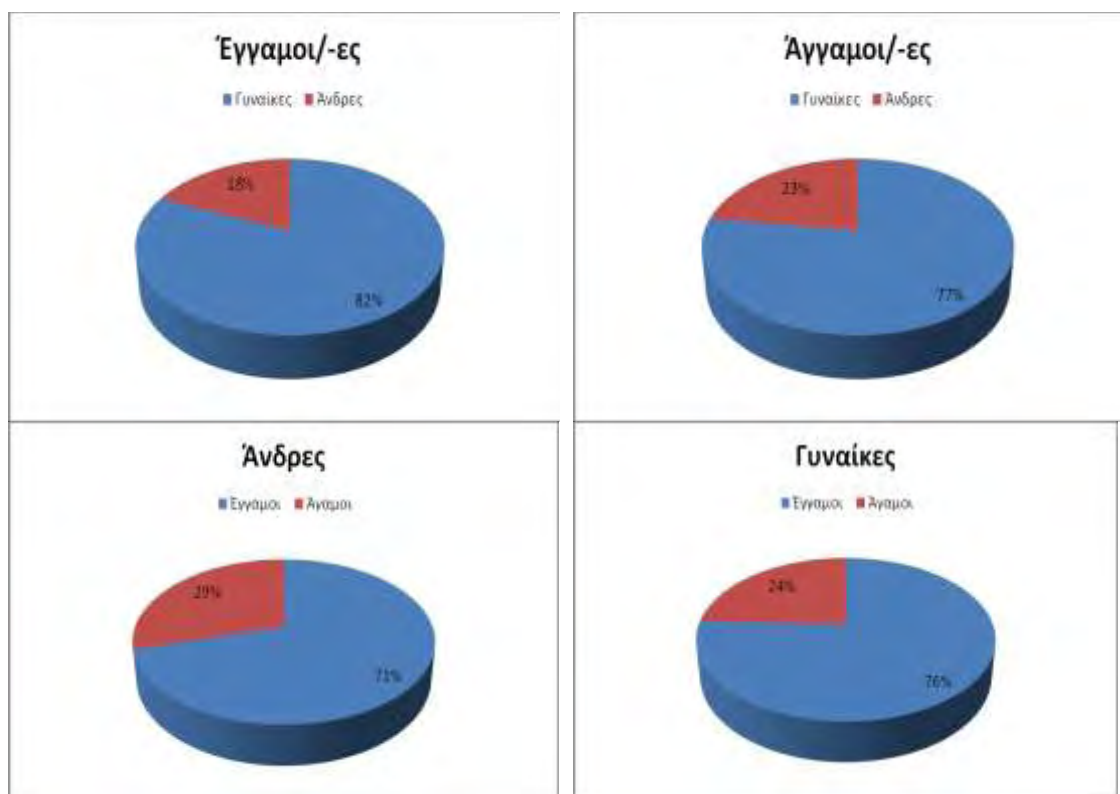 Έγγαμοι/-ες
Γυναίκες Άνδρες
18%
82%
Άγγαμοι/-ες
Γυναίκες Άνδρες
23%
77%
Άνδρες
Έγγαμοι Άγαμοι
29%
71%
Γυναίκες
Έγγαμοι Άγαμοι
24%
76%